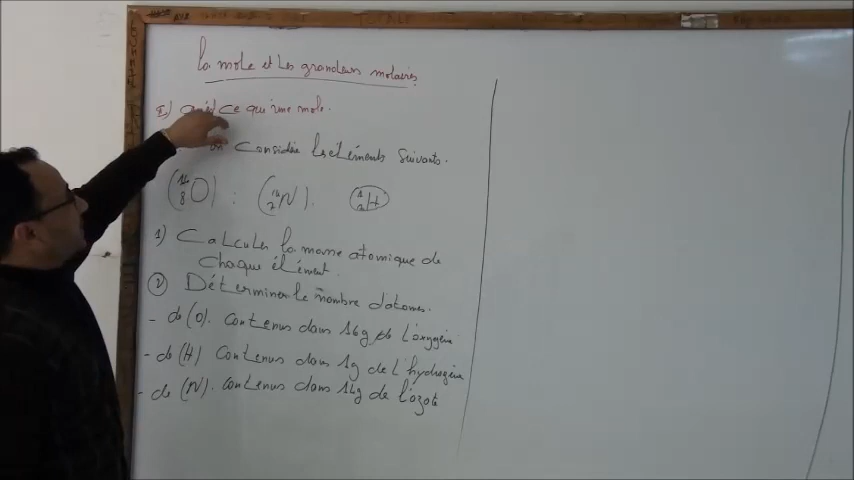 la mole et les grandeurs molaires.
I) ce qu'une mole.
on considère les éléments suivants.
(16 8 O) : (14 7 N). (1 H)
1) Calculer la masse atomique de
chaque élément.
2) Déterminer le nombre d'atomes.
- de (O). contenus dans 16g de l'oxygène
- de (H) contenus dans 1g de l'hydrogène
- de (N). contenus dans 14g de l'azote